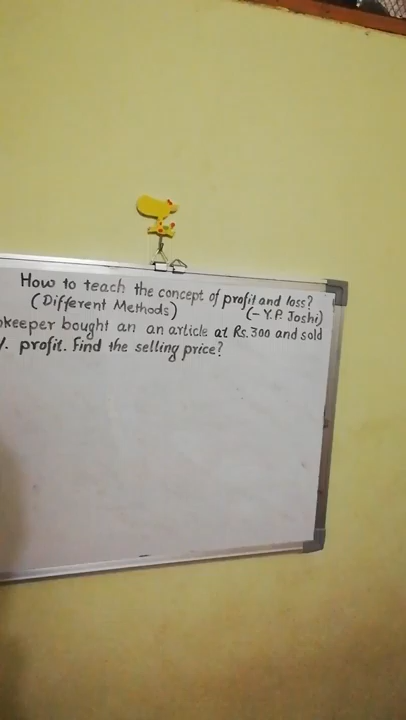 How to teach the concept of profit and loss?
(Different Methods) (- Y.P. Joshi)
okeeper bought an an article at Rs. 300 and sold
%. profit. Find the selling price?